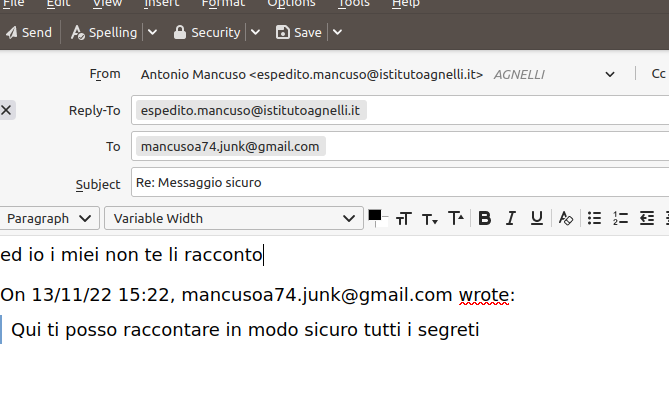 File Edit View Insert Format Options Tools Help
Send Spelling Security Save
From Antonio Mancuso <espedito.mancuso@istitutoagnelli.it> AGNELLI Cc
Reply-To espedito.mancuso@istitutoagnelli.it
To mancusoa74.junk@gmail.com
Subject Re: Messaggio sicuro
Paragraph Variable Width
ed io i miei non te li racconto
On 13/11/22 15:22, mancusoa74.junk@gmail.com wrote:
Qui ti posso raccontare in modo sicuro tutti i segreti